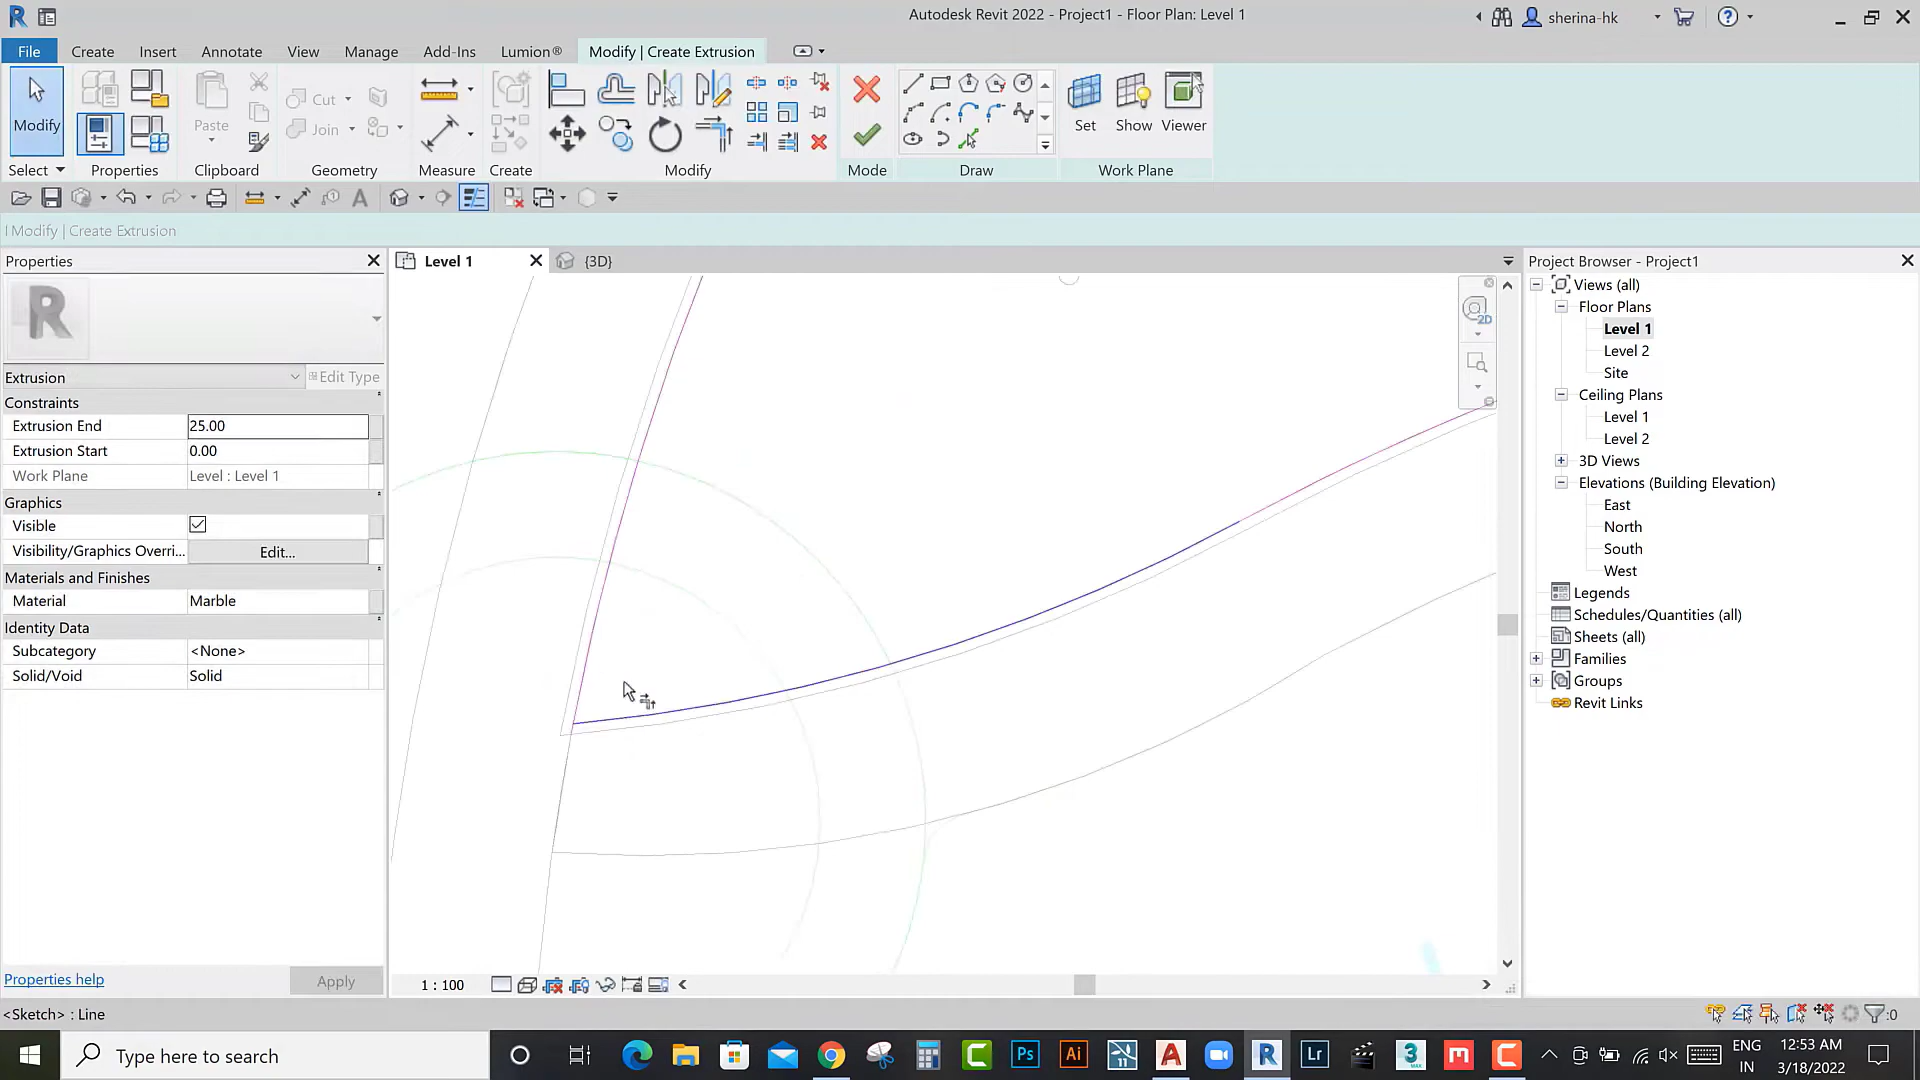 Autodesk Revit 2022 - Project1 - Floor Plan: Level 1
sherina-hk
File Create Insert Annotate View Manage Add-Ins Lumion® Modify | Create Extrusion
Modify Paste Cut Join Set Show Viewer
Select Properties Clipboard Geometry Measure Create Modify Mode Draw Work Plane
Modify | Create Extrusion
Properties
Level 1
{3D}
Project Browser - Project1
R
Extrusion
Edit Type
Constraints
Extrusion End 25.00
Extrusion Start 0.00
Work Plane Level : Level 1
Graphics
Visible
Visibility/Graphics Overri... Edit...
Materials and Finishes
Material Marble
Identity Data
Subcategory <None>
Solid/Void Solid
Properties help
Apply
2D
Views (all)
Floor Plans
Level 1
Level 2
Site
Ceiling Plans
Level 1
Level 2
3D Views
Elevations (Building Elevation)
East
North
South
West
Legends
Schedules/Quantities (all)
Sheets (all)
Families
Groups
Revit Links
1 : 100
<Sketch> : Line
:0
Type here to search
Ps Ai 11 A R Lr 3 C
ENG
IN
12:53 AM
3/18/2022